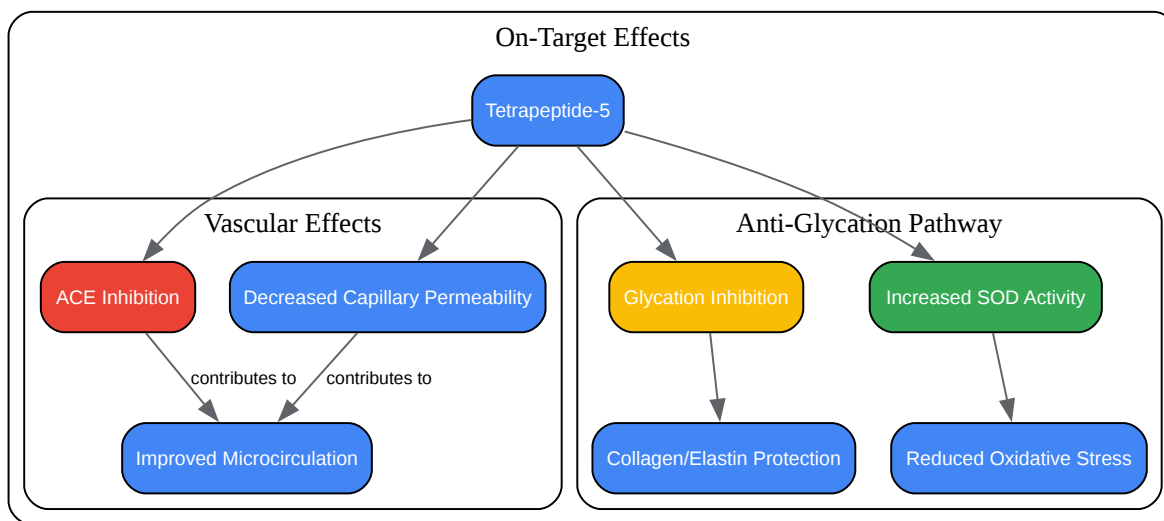 On-Target Effects
Tetrapeptide-5
Vascular Effects
Anti-Glycation Pathway
ACE Inhibition
Decreased Capillary Permeability
Glycation Inhibition
Increased SOD Activity
contributes to
contributes to
Improved Microcirculation
Collagen/Elastin Protection
Reduced Oxidative Stress